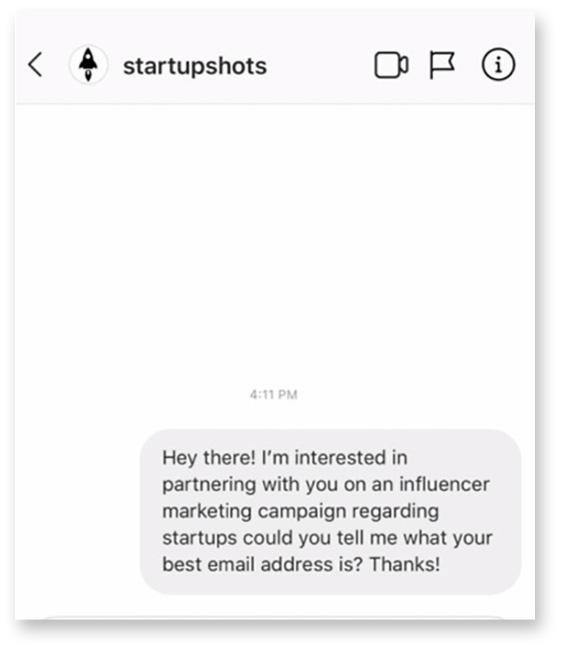 startupshots
4:11 PM
Hey there! I’m interested in
partnering with you on an influencer
marketing campaign regarding
startups could you tell me what your
best email address is? Thanks!